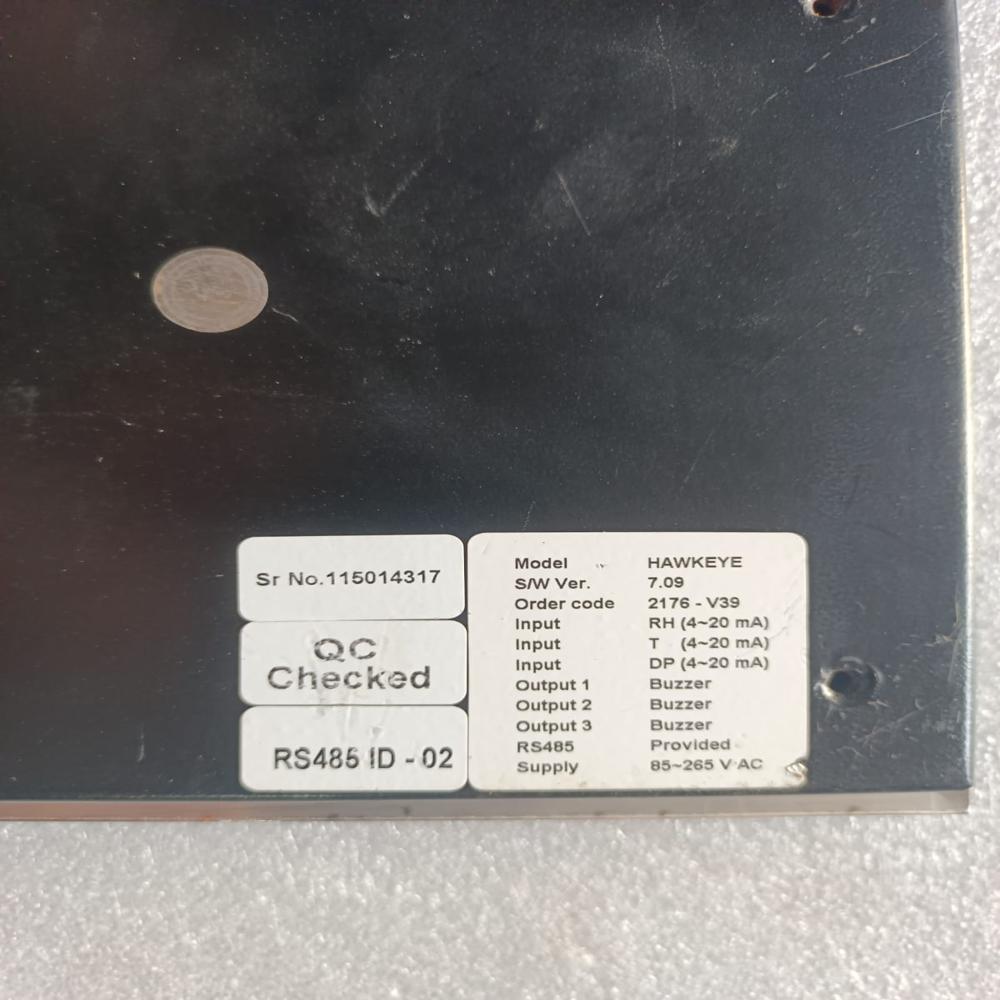 Sr No.115014317
QC
Checked
RS485 ID - 02
Model HAWKEYE
S/W Ver. 7.09
Order code 2176 - V39
Input RH (4~20 mA)
Input T (4~20 mA)
Input DP (4~20 mA)
Output 1 Buzzer
Output 2 Buzzer
Output 3 Buzzer
RS485 Provided
Supply 85~265 V AC